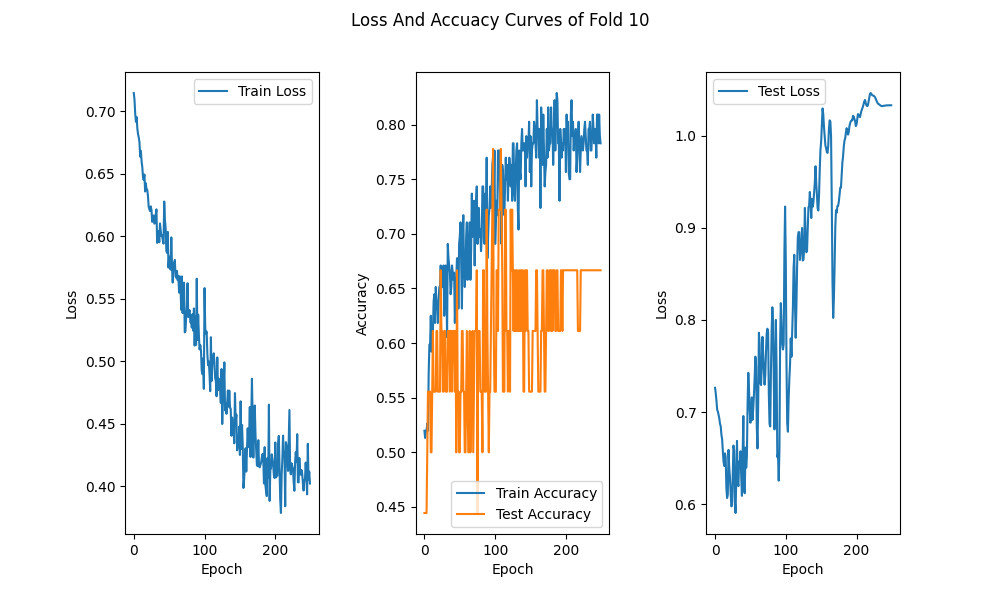 Loss And Accuacy Curves of Fold 10
Loss
0.70
0.65
0.60
0.55
0.50
0.45
0.40
Train Loss
0
100
200
Epoch
Accuracy
0.80
0.75
0.70
0.65
0.60
0.55
0.50
0.45
Train Accuracy
Test Accuracy
0
100
200
Epoch
Loss
1.0
0.9
0.8
0.7
0.6
Test Loss
0
100
200
Epoch